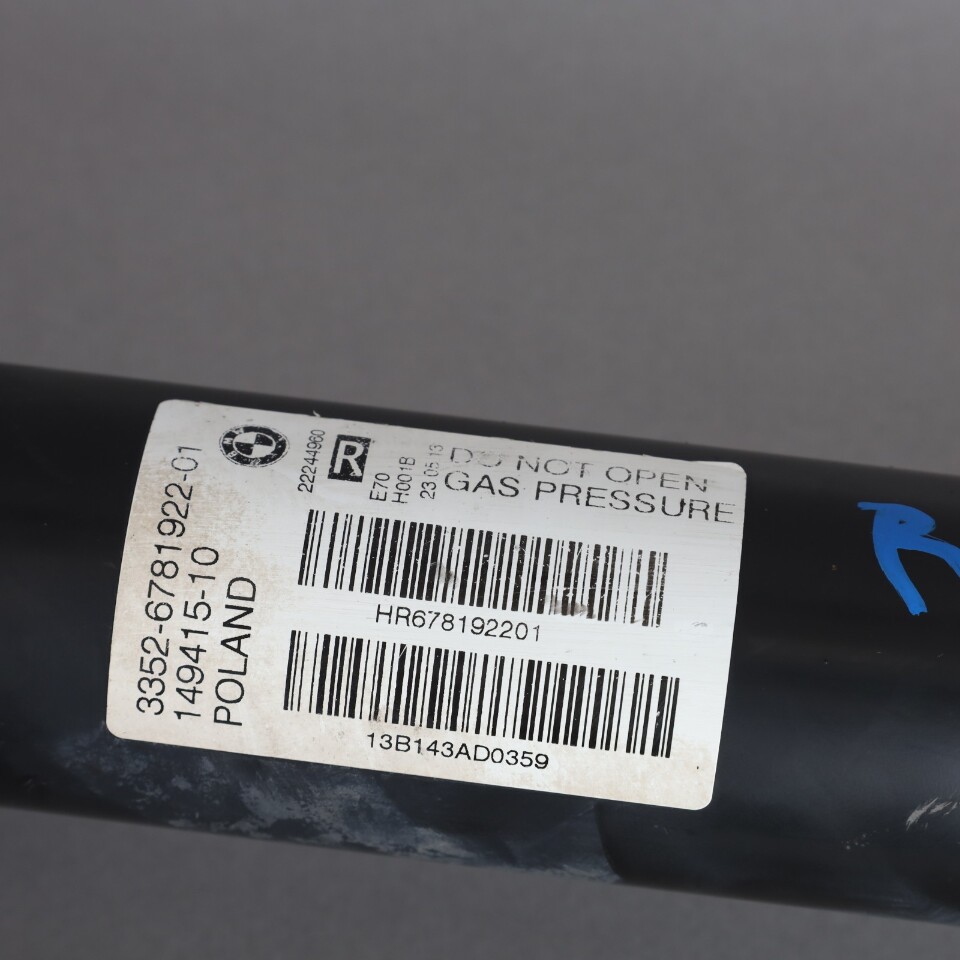 3352-6781922-01
149415-10
POLAND
BMW
22244960
R
E70
H001B
23 05 13
DO NOT OPEN
GAS PRESSURE
HR678192201
13B143AD0359
R